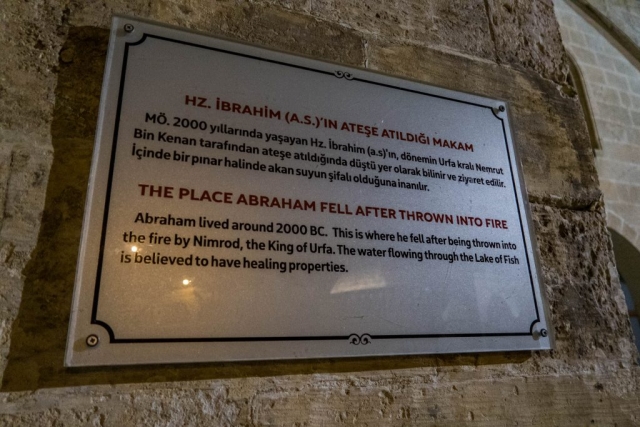 HZ. İBRAHİM (A.S.)'IN ATEŞE ATILDIĞI MAKAM
MÖ. 2000 yıllarında yaşayan Hz. İbrahim (a.s)'ın, dönemin Urfa kralı Nemrut
Bin Kenan tarafından ateşe atıldığında düştü yer olarak bilinir ve ziyaret edilir.
İçinde bir pınar halinde akan suyun şifalı olduğuna inanılır.
THE PLACE ABRAHAM FELL AFTER THROWN INTO FIRE
Abraham lived around 2000 BC. This is where he fell after being thrown into
the fire by Nimrod, the King of Urfa. The water flowing through the Lake of Fish
is believed to have healing properties.